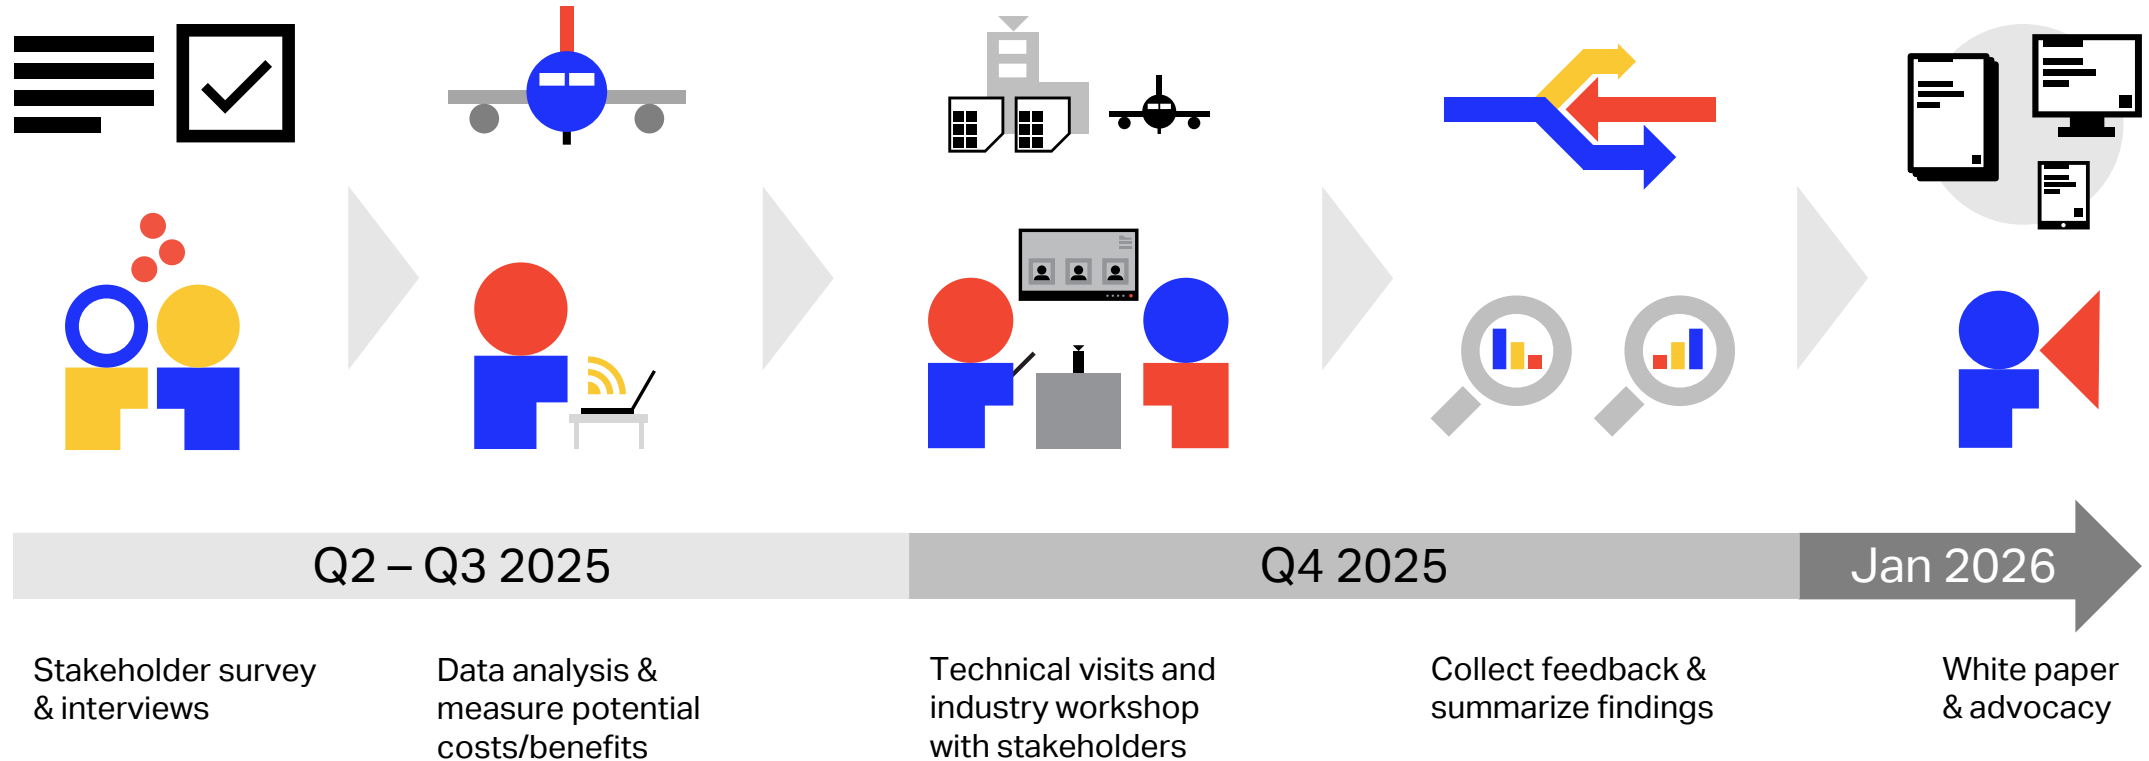 Q2 – Q3 2025
Q4 2025
Jan 2026
Stakeholder survey
& interviews
Data analysis &
measure potential
costs/benefits
Technical visits and
industry workshop
with stakeholders
Collect feedback &
summarize findings
White paper
& advocacy